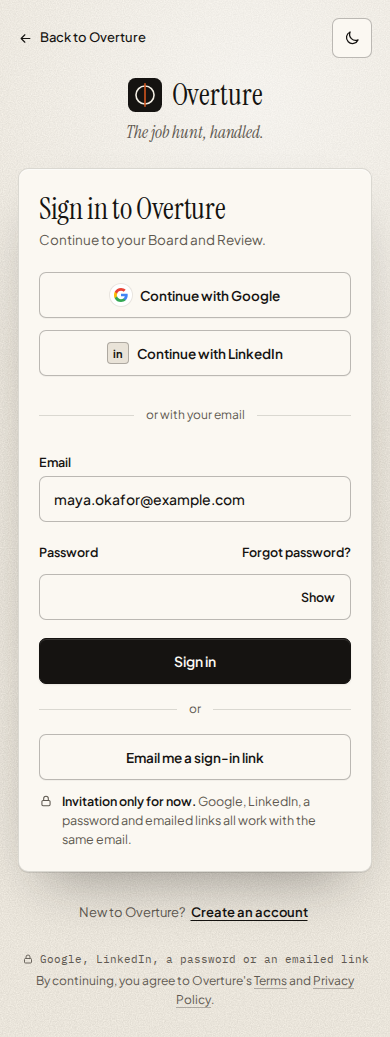 ← Back to Overture
Overture
The job hunt, handled.
Sign in to Overture
Continue to your Board and Review.
Continue with Google
in Continue with LinkedIn
or with your email
Email
maya.okafor@example.com
Password Forgot password?
Show
Sign in
or
Email me a sign-in link
Invitation only for now. Google, LinkedIn, a
password and emailed links all work with the
same email.
New to Overture? Create an account
Google, LinkedIn, a password or an emailed link
By continuing, you agree to Overture's Terms and Privacy
Policy.